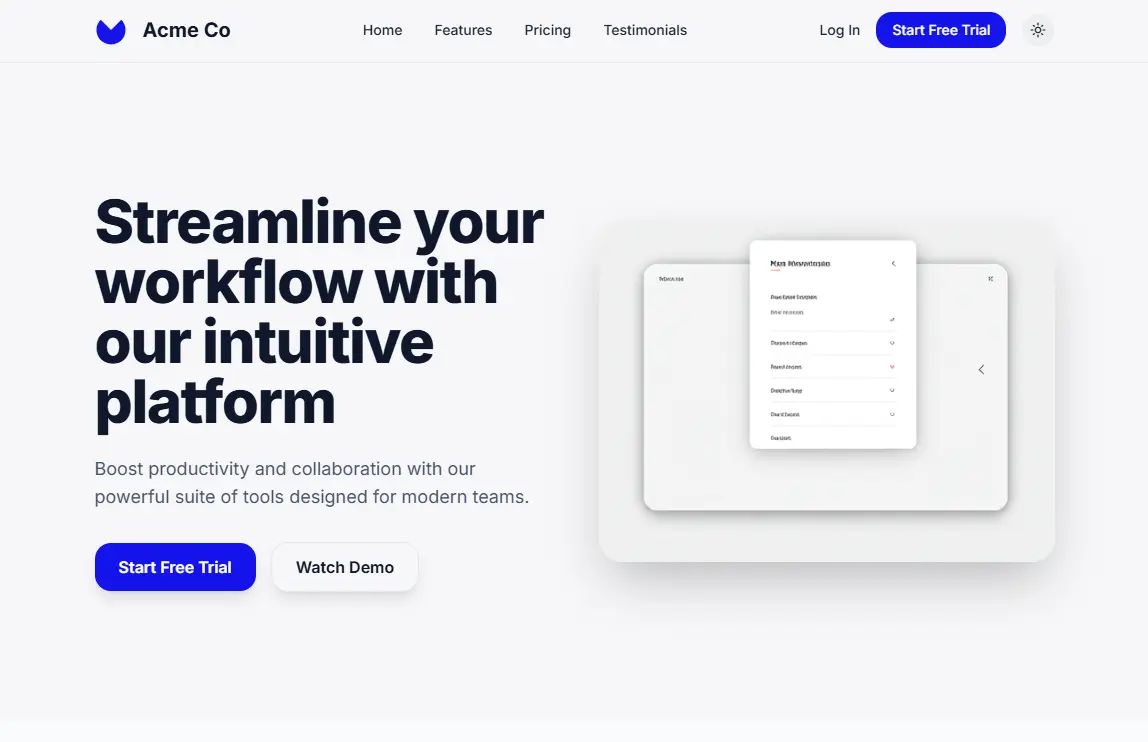 Acme Co
Home
Features
Pricing
Testimonials
Log In
Start Free Trial
Streamline your
workflow with
our intuitive
platform
Boost productivity and collaboration with our
powerful suite of tools designed for modern teams.
Start Free Trial
Watch Demo